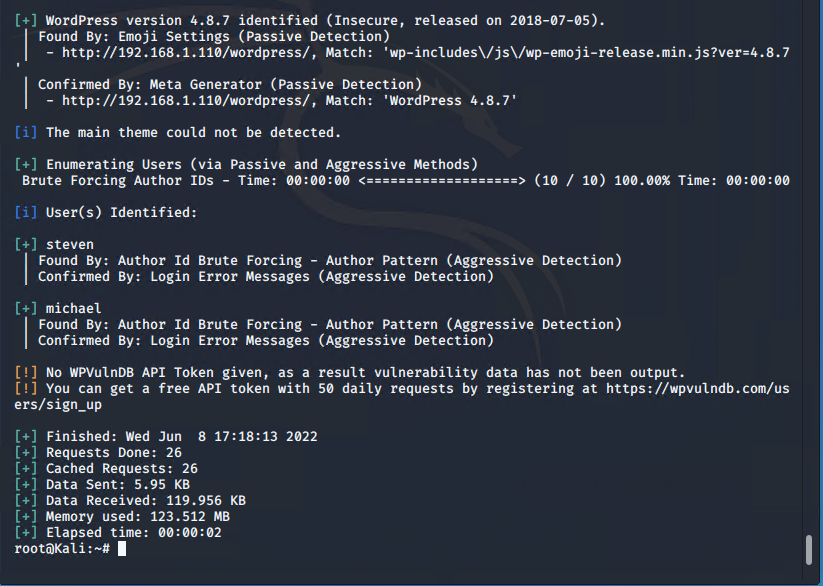 [+] WordPress version 4.8.7 identified (Insecure, released on 2018-07-05).
 | Found By: Emoji Settings (Passive Detection)
 |  - http://192.168.1.110/wordpress/, Match: 'wp-includes\/js\/wp-emoji-release.min.js?ver=4.8.7
'
 | Confirmed By: Meta Generator (Passive Detection)
 |  - http://192.168.1.110/wordpress/, Match: 'WordPress 4.8.7'
[i] The main theme could not be detected.
[+] Enumerating Users (via Passive and Aggressive Methods)
 Brute Forcing Author IDs - Time: 00:00:00 <===================> (10 / 10) 100.00% Time: 00:00:00
[i] User(s) Identified:
[+] steven
 | Found By: Author Id Brute Forcing - Author Pattern (Aggressive Detection)
 | Confirmed By: Login Error Messages (Aggressive Detection)
[+] michael
 | Found By: Author Id Brute Forcing - Author Pattern (Aggressive Detection)
 | Confirmed By: Login Error Messages (Aggressive Detection)
[!] No WPVulnDB API Token given, as a result vulnerability data has not been output.
[!] You can get a free API token with 50 daily requests by registering at https://wpvulndb.com/us
ers/sign_up
[+] Finished: Wed Jun  8 17:18:13 2022
[+] Requests Done: 26
[+] Cached Requests: 26
[+] Data Sent: 5.95 KB
[+] Data Received: 119.956 KB
[+] Memory used: 123.512 MB
[+] Elapsed time: 00:00:02
root@Kali:~#